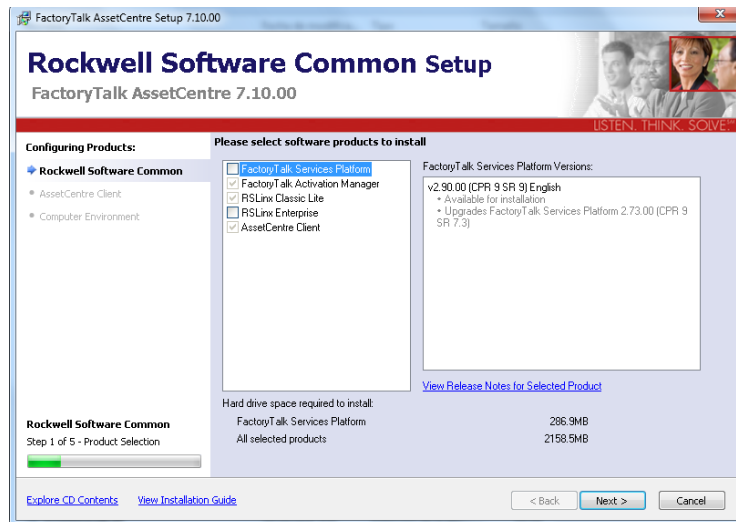 FactoryTalk AssetCentre Setup 7.10.00
Rockwell Software Common Setup
FactoryTalk AssetCentre 7.10.00
LISTEN. THINK. SOLVE.℠
Configuring Products:
Please select software products to install
Rockwell Software Common
AssetCentre Client
Computer Environment
FactoryTalk Services Platform
FactoryTalk Activation Manager
RSLinx Classic Lite
RSLinx Enterprise
AssetCentre Client
FactoryTalk Services Platform Versions:
v2.90.00 (CPR 9 SR 9) English
• Available for installation
• Upgrades FactoryTalk Services Platform 2.73.00 (CPR 9
SR 7.3)
View Release Notes for Selected Product
Hard drive space required to install:
FactoryTalk Services Platform 286.9MB
All selected products 2158.5MB
Rockwell Software Common
Step 1 of 5 - Product Selection
Explore CD Contents View Installation Guide < Back Next > Cancel